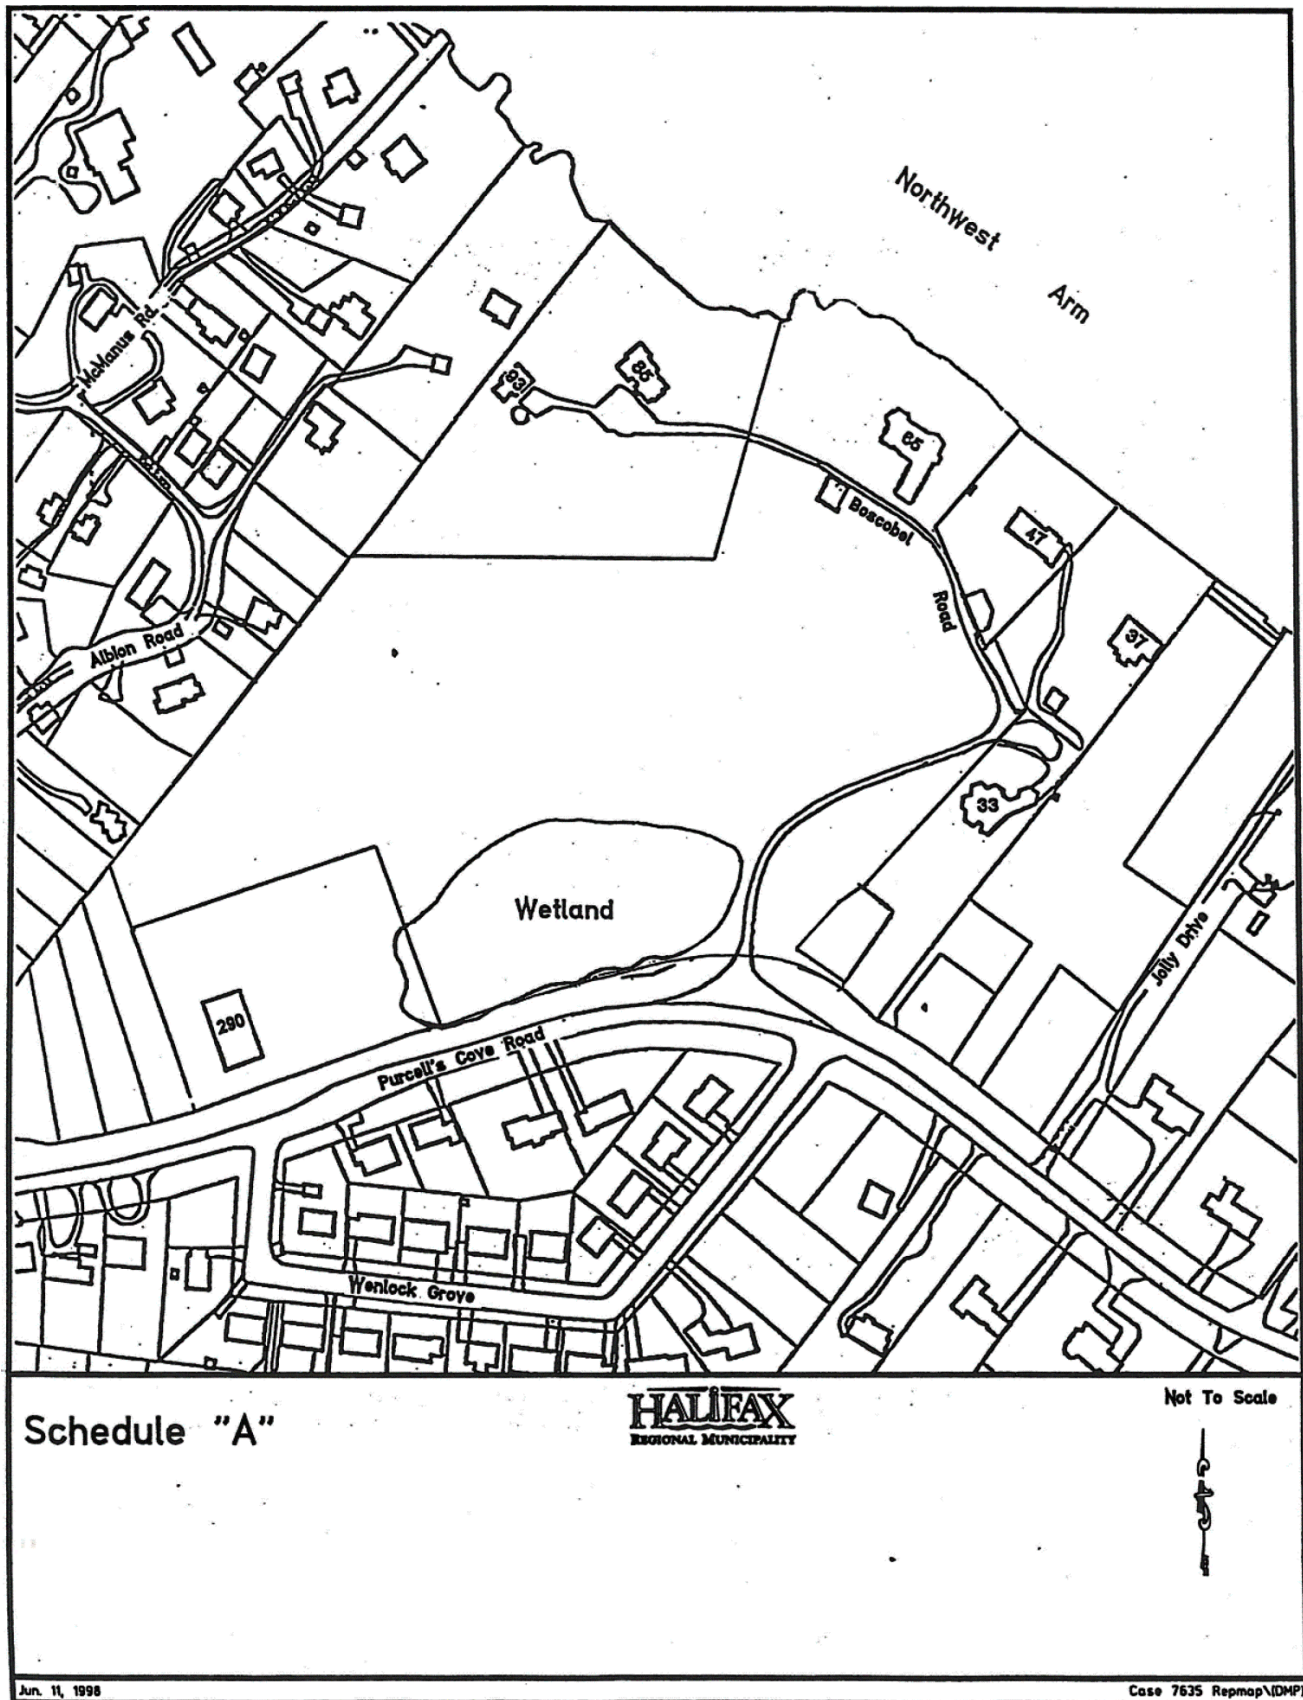 Northwest
Arm
McManus Rd.
93
85
65
Boscobel
47
Road
37
Albion Road
33
Wetland
Jolly Drive
290
Purcell's Cove Road
Wenlock Grove
Schedule "A"
HALIFAX
REGIONAL MUNICIPALITY
Not To Scale
Jun. 11, 1998
Case 7635 Repmap\(DMP)